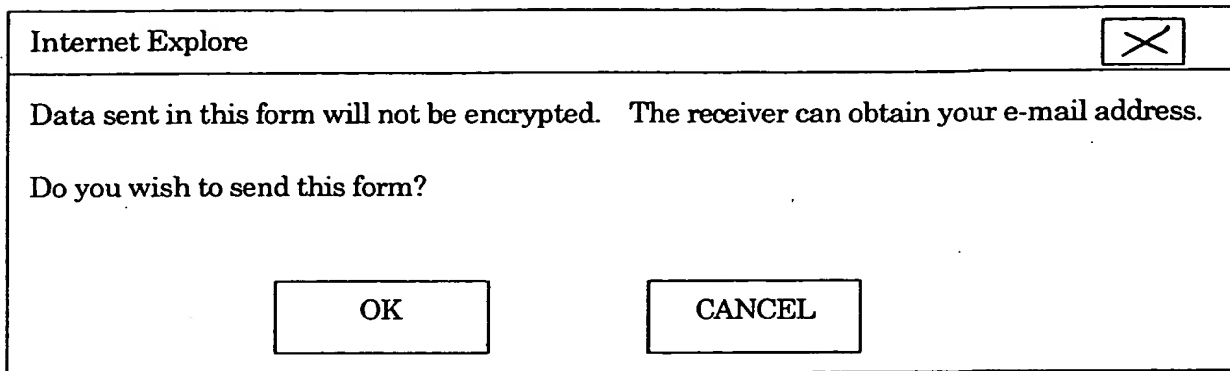 Internet Explore
Data sent in this form will not be encrypted. The receiver can obtain your e-mail address.
Do you wish to send this form?
OK CANCEL